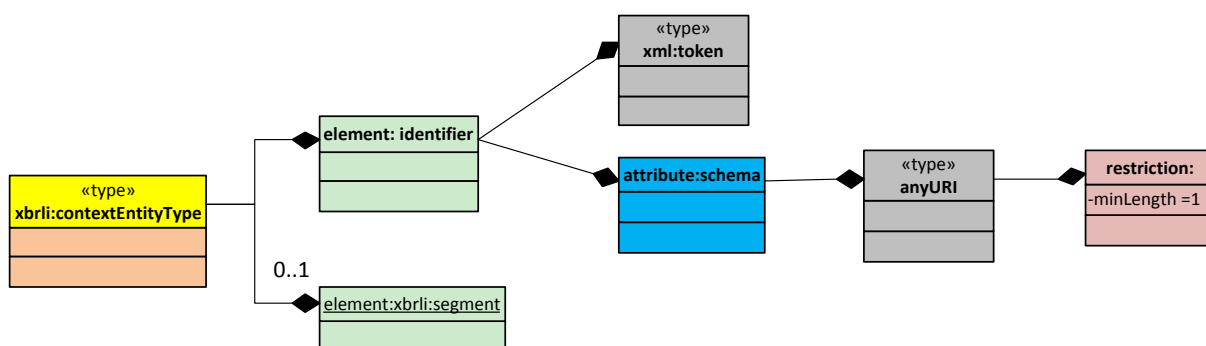 «type»
xml:token
element: identifier
«type»
xbrli:contextEntityType
attribute:schema
«type»
anyURI
restriction:
-minLength =1
0..1
element:xbrli:segment